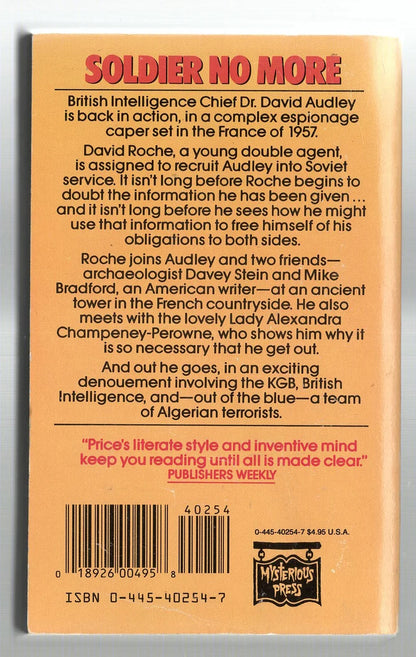 SOLDIER NO MORE
British Intelligence Chief Dr. David Audley
is back in action, in a complex espionage
caper set in the France of 1957.
David Roche, a young double agent,
is assigned to recruit Audley into Soviet
service. It isn't long before Roche begins to
doubt the information he has been given ...
and it isn't long before he sees how he might
use that information to free himself of his
obligations to both sides.
Roche joins Audley and two friends—
archaeologist Davey Stein and Mike
Bradford, an American writer—at an ancient
tower in the French countryside. He also
meets with the lovely Lady Alexandra
Champeney-Perowne, who shows him why it
is so necessary that he get out.
And out he goes, in an exciting
denouement involving the KGB, British
Intelligence, and—out of the blue—a team
of Algerian terrorists.
"Price's literate style and inventive mind
keep you reading until all is made clear."
PUBLISHERS WEEKLY
40254
0 18926 00495 8
ISBN 0-445-40254-7
0-445-40254-7 $4.95 U.S.A.
MYSTERIOUS
PRESS